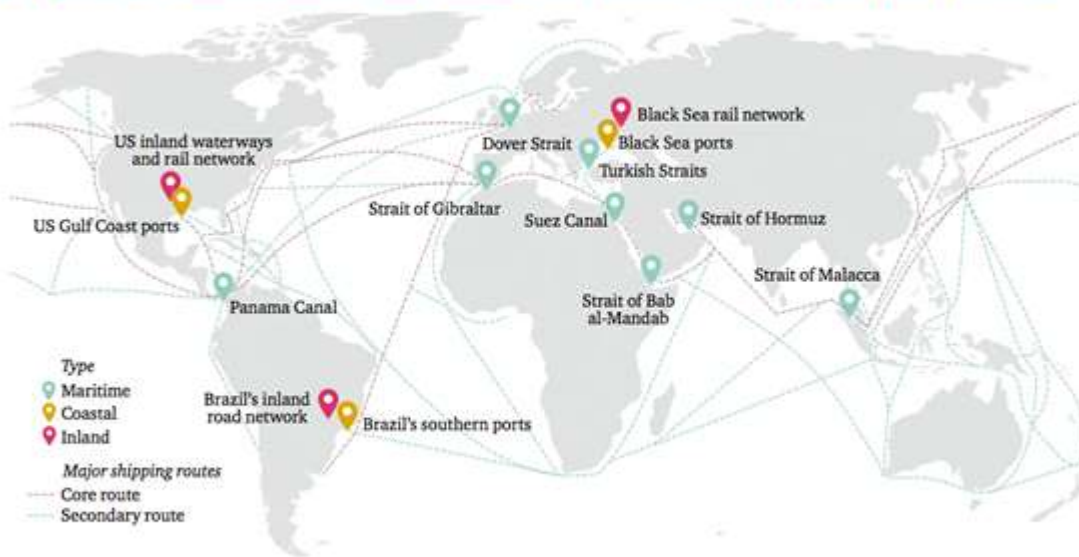 US inland waterways
and rail network
US Gulf Coast ports
Panama Canal
Dover Strait
Strait of Gibraltar
Black Sea rail network
Black Sea ports
Turkish Straits
Suez Canal
Strait of Hormuz
Strait of Bab
al-Mandab
Strait of Malacca
Brazil's inland
road network
Brazil's southern ports
Type
Maritime
Coastal
Inland
Major shipping routes
Core route
Secondary route